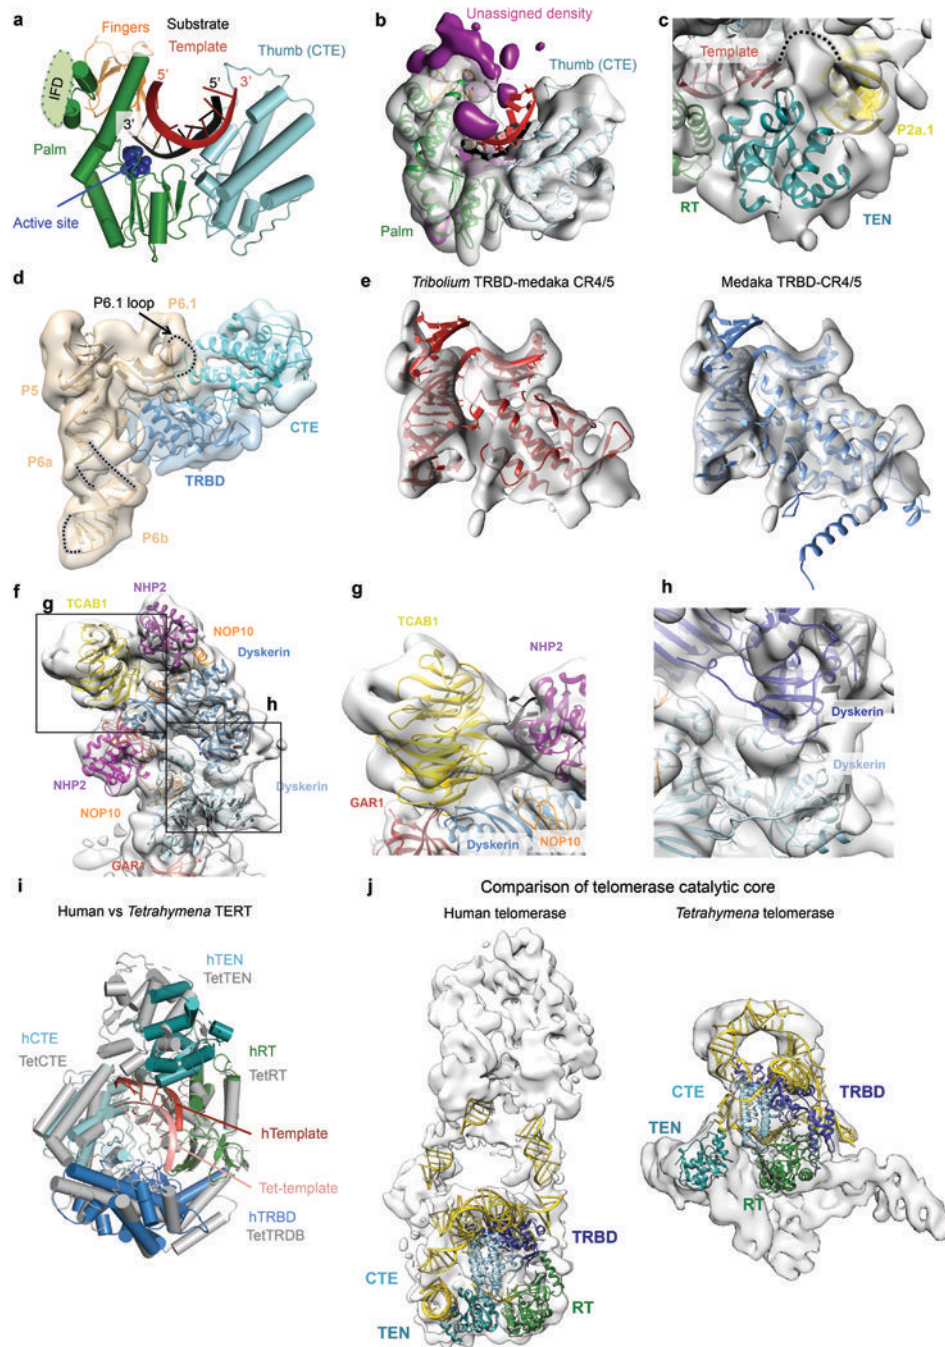 a
Fingers
Substrate
Template
Thumb (CTE)
IFD
5'
5'
3'
3'
Palm
Active site
b
Unassigned density
Thumb (CTE)
Palm
c
Template
P2a.1
RT
TEN
d
P6.1 loop
P6.1
P5
CTE
P6a
TRBD
P6b
e
Tribolium TRBD-medaka CR4/5
Medaka TRBD-CR4/5
f
g
NHP2
TCAB1
NOP10
Dyskerin
h
NHP2
Dyskerin
NOP10
GAR1
g
TCAB1
NHP2
GAR1
Dyskerin
NOP10
h
Dyskerin
Dyskerin
i
Human vs Tetrahymena TERT
hTEN
TetTEN
hCTE
TetCTE
hRT
TetRT
hTemplate
Tet-template
hTRBD
TetTRDB
j
Comparison of telomerase catalytic core
Human telomerase
Tetrahymena telomerase
TRBD
CTE
RT
TEN
CTE
TRBD
TEN
RT